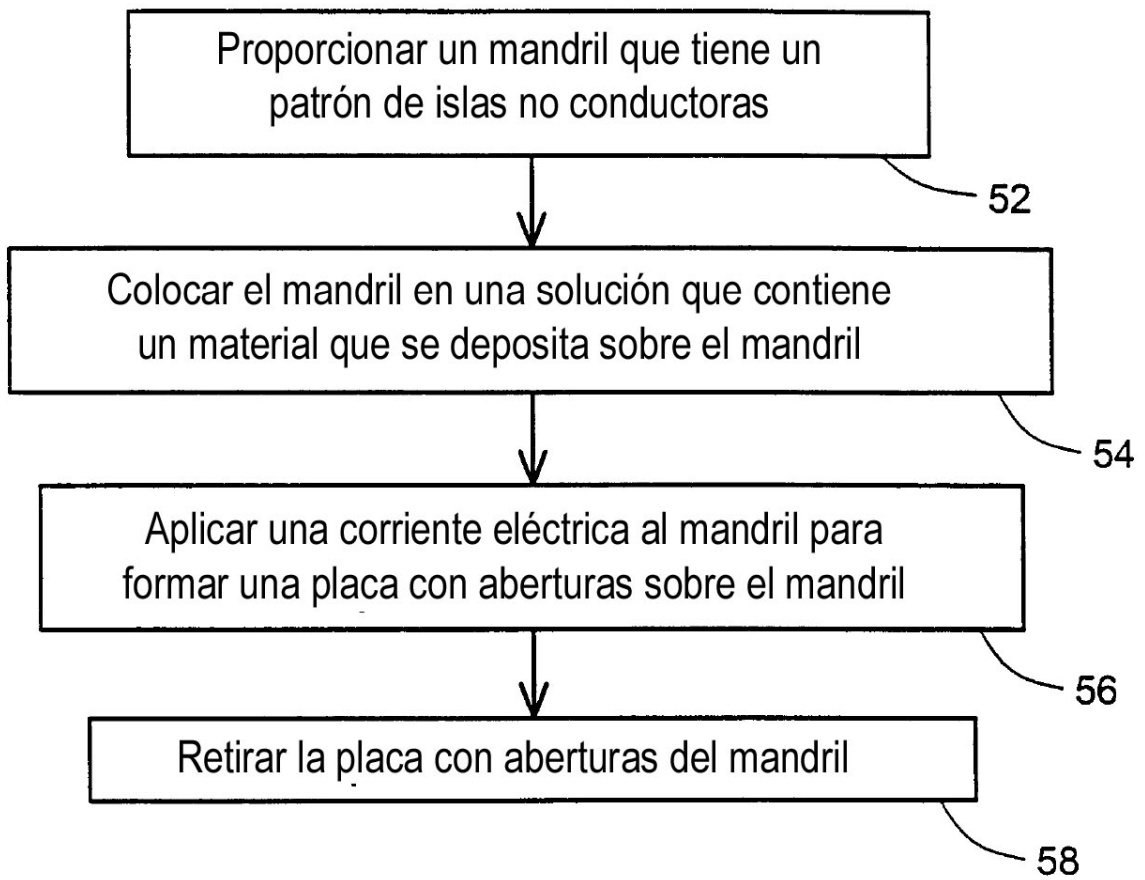 Proporcionar un mandril que tiene un
patrón de islas no conductoras
52
Colocar el mandril en una solución que contiene
un material que se deposita sobre el mandril
54
Aplicar una corriente eléctrica al mandril para
formar una placa con aberturas sobre el mandril
56
Retirar la placa con aberturas del mandril
58